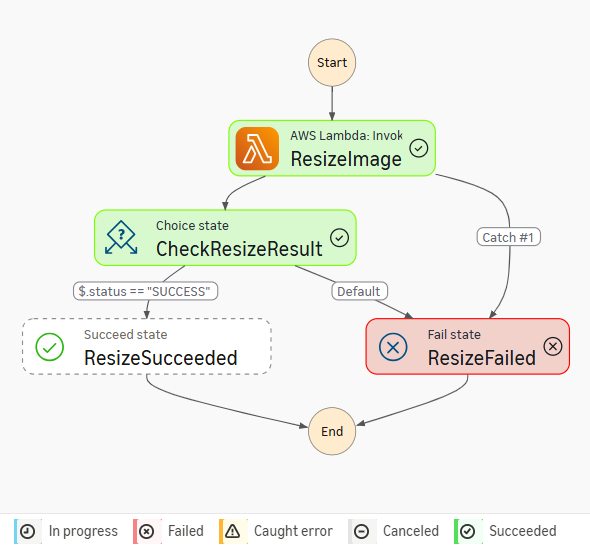 Start
AWS Lambda: Invok
ResizeImage
Choice state
CheckResizeResult
Catch #1
$.status == "SUCCESS"
Default
Succeed state
ResizeSucceeded
Fail state
ResizeFailed
End
In progress
Failed
Caught error
Canceled
Succeeded